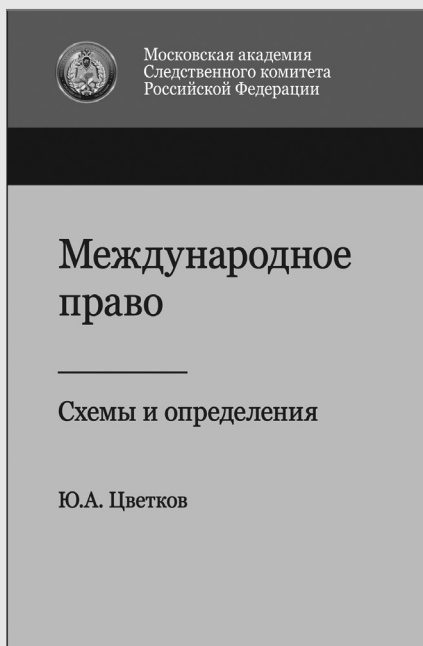 Московская академия
Следственного комитета
Российской Федерации
Международное
право
Схемы и определения
Ю.А. Цветков